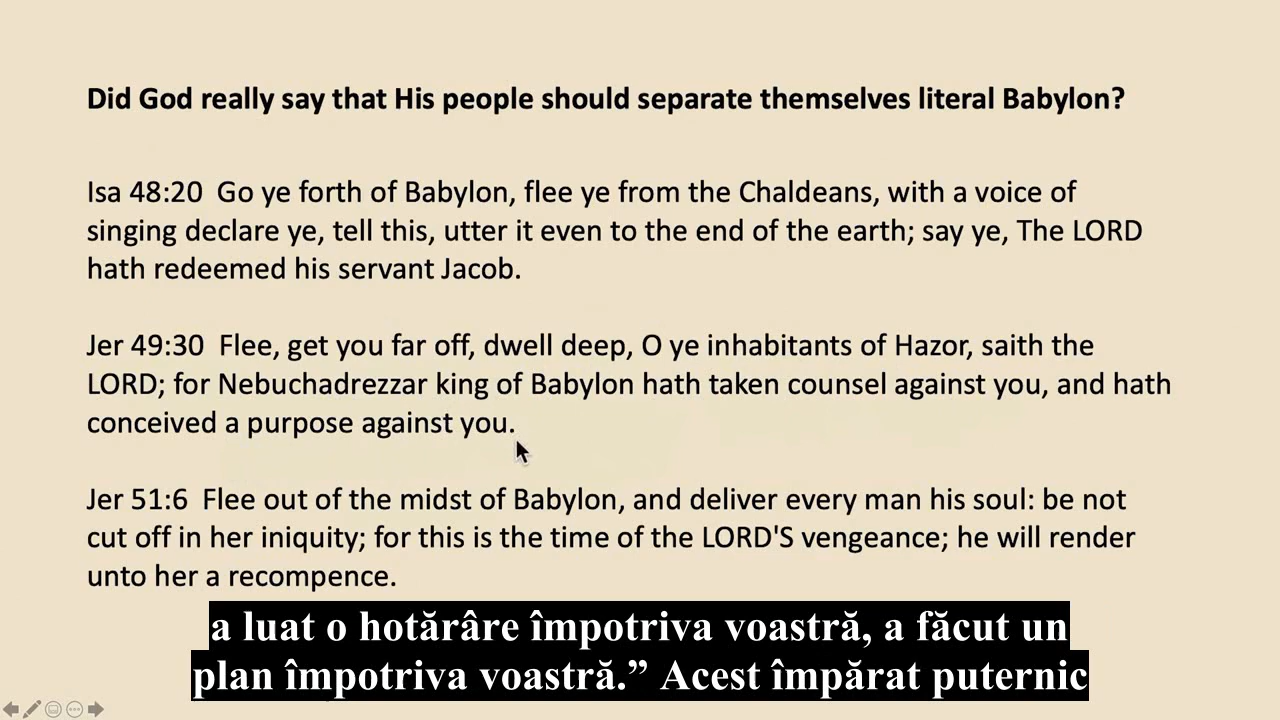 Did God really say that His people should separate themselves literal Babylon?
Isa 48:20  Go ye forth of Babylon, flee ye from the Chaldeans, with a voice of
singing declare ye, tell this, utter it even to the end of the earth; say ye, The LORD
hath redeemed his servant Jacob.
Jer 49:30  Flee, get you far off, dwell deep, O ye inhabitants of Hazor, saith the
LORD; for Nebuchadrezzar king of Babylon hath taken counsel against you, and hath
conceived a purpose against you.
Jer 51:6  Flee out of the midst of Babylon, and deliver every man his soul: be not
cut off in her iniquity; for this is the time of the LORD'S vengeance; he will render
unto her a recompence.
a luat o hotărâre împotriva voastră, a făcut un
plan împotriva voastră.” Acest împărat puternic